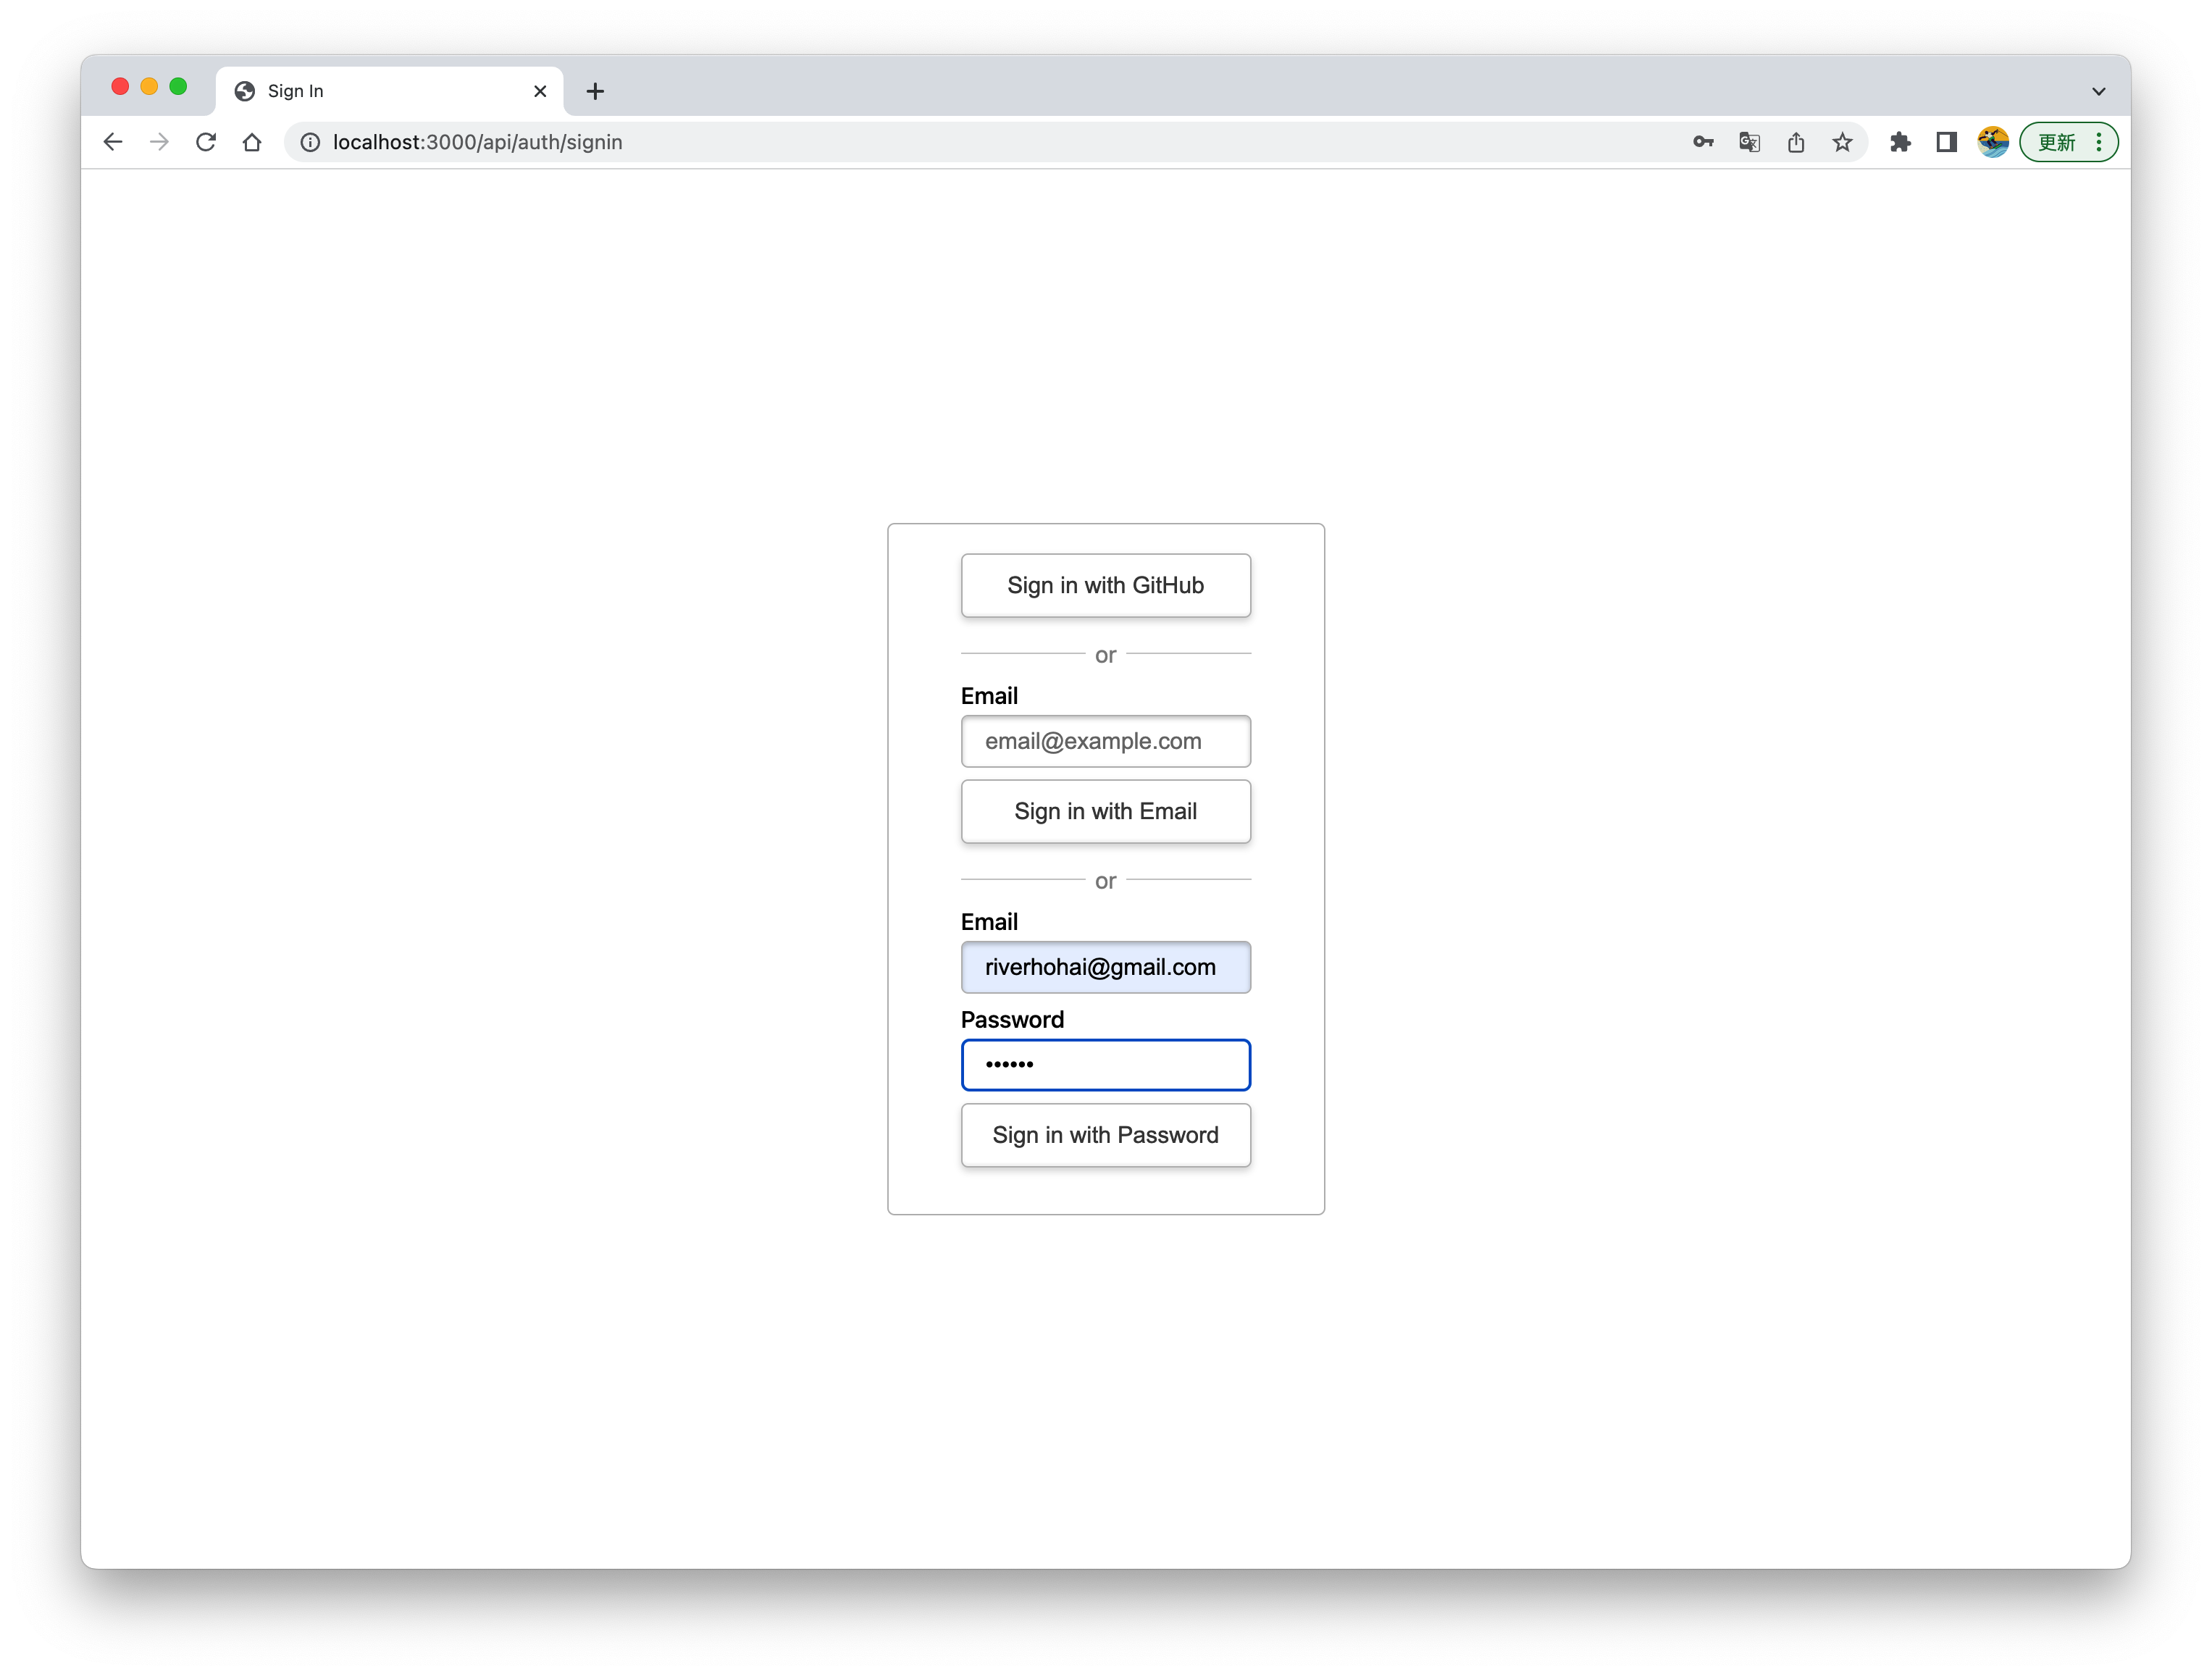 Sign In
localhost:3000/api/auth/signin
更新
Sign in with GitHub
or
Email
email@example.com
Sign in with Email
or
Email
riverhohai@gmail.com
Password
••••••
Sign in with Password